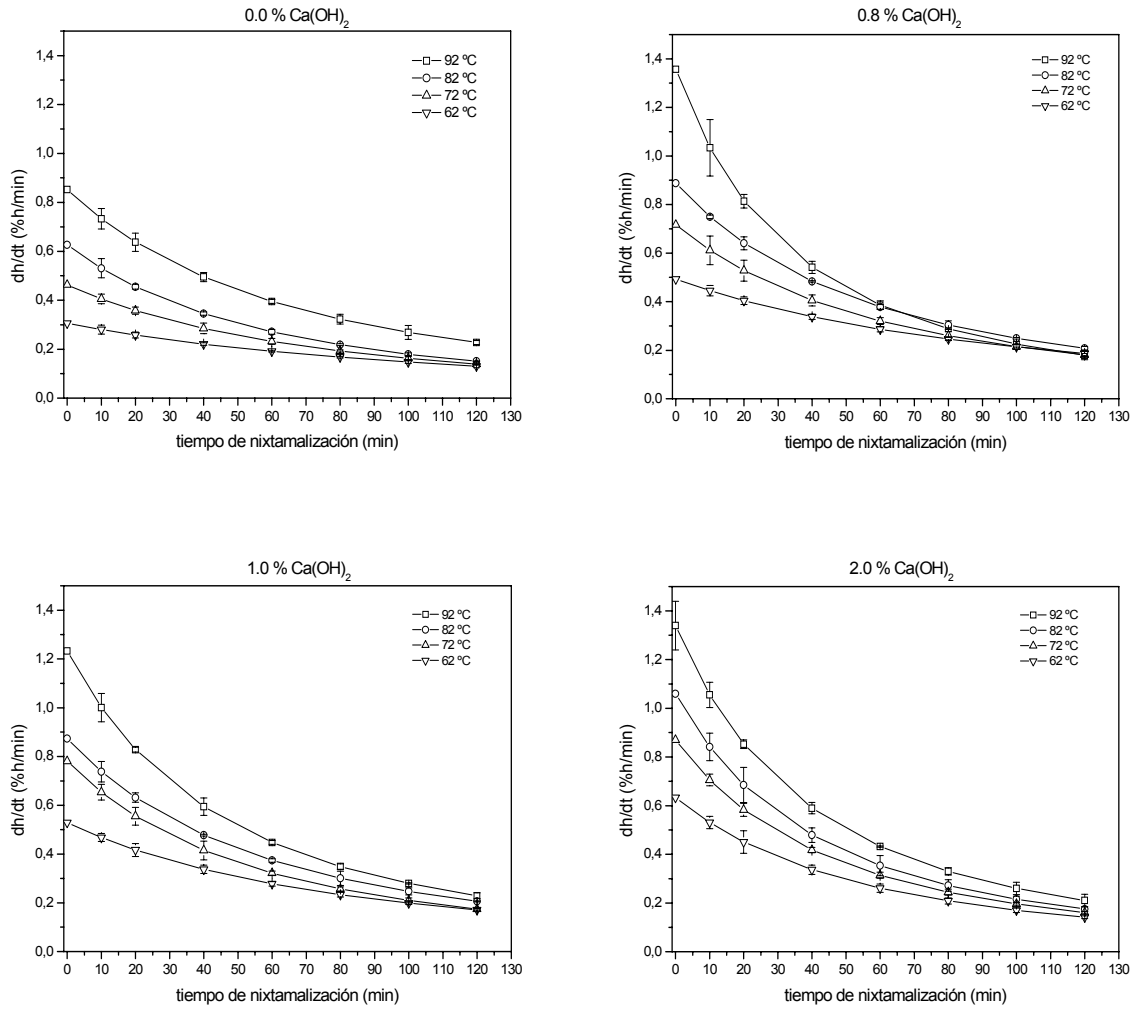 0.0 % Ca(OH)₂
92 ºC
82 ºC
72 ºC
62 ºC
1,4
1,2
1,0
0,8
0,6
0,4
0,2
0,0
dh/dt (%h/min)
0 10 20 30 40 50 60 70 80 90 100 110 120 130
tiempo de nixtamalización (min)
0.8 % Ca(OH)₂
92 ºC
82 ºC
72 ºC
62 ºC
1,4
1,2
1,0
0,8
0,6
0,4
0,2
0,0
dh/dt (%h/min)
0 10 20 30 40 50 60 70 80 90 100 110 120 130
tiempo de nixtamalización (min)
1.0 % Ca(OH)₂
92 ºC
82 ºC
72 ºC
62 ºC
1,4
1,2
1,0
0,8
0,6
0,4
0,2
0,0
dh/dt (%h/min)
0 10 20 30 40 50 60 70 80 90 100 110 120 130
tiempo de nixtamalización (min)
2.0 % Ca(OH)₂
92 ºC
82 ºC
72 ºC
62 ºC
1,4
1,2
1,0
0,8
0,6
0,4
0,2
0,0
dh/dt (%h/min)
0 10 20 30 40 50 60 70 80 90 100 110 120 130
tiempo de nixtamalización (min)